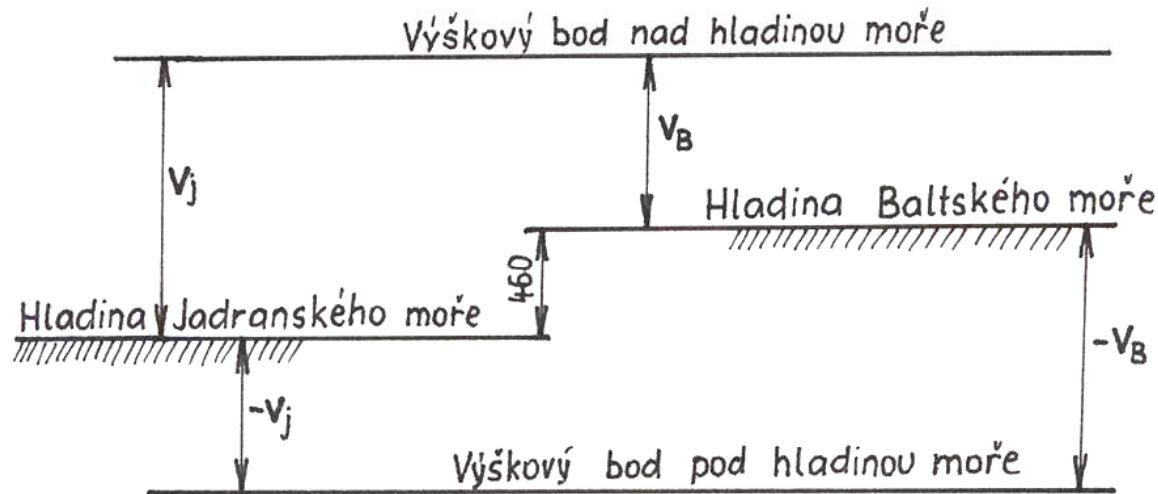 Výškový bod nad hladinou moře
V_B
V_j
Hladina Baltského moře
460
Hladina Jadranského moře
-V_B
-V_j
Výškový bod pod hladinou moře